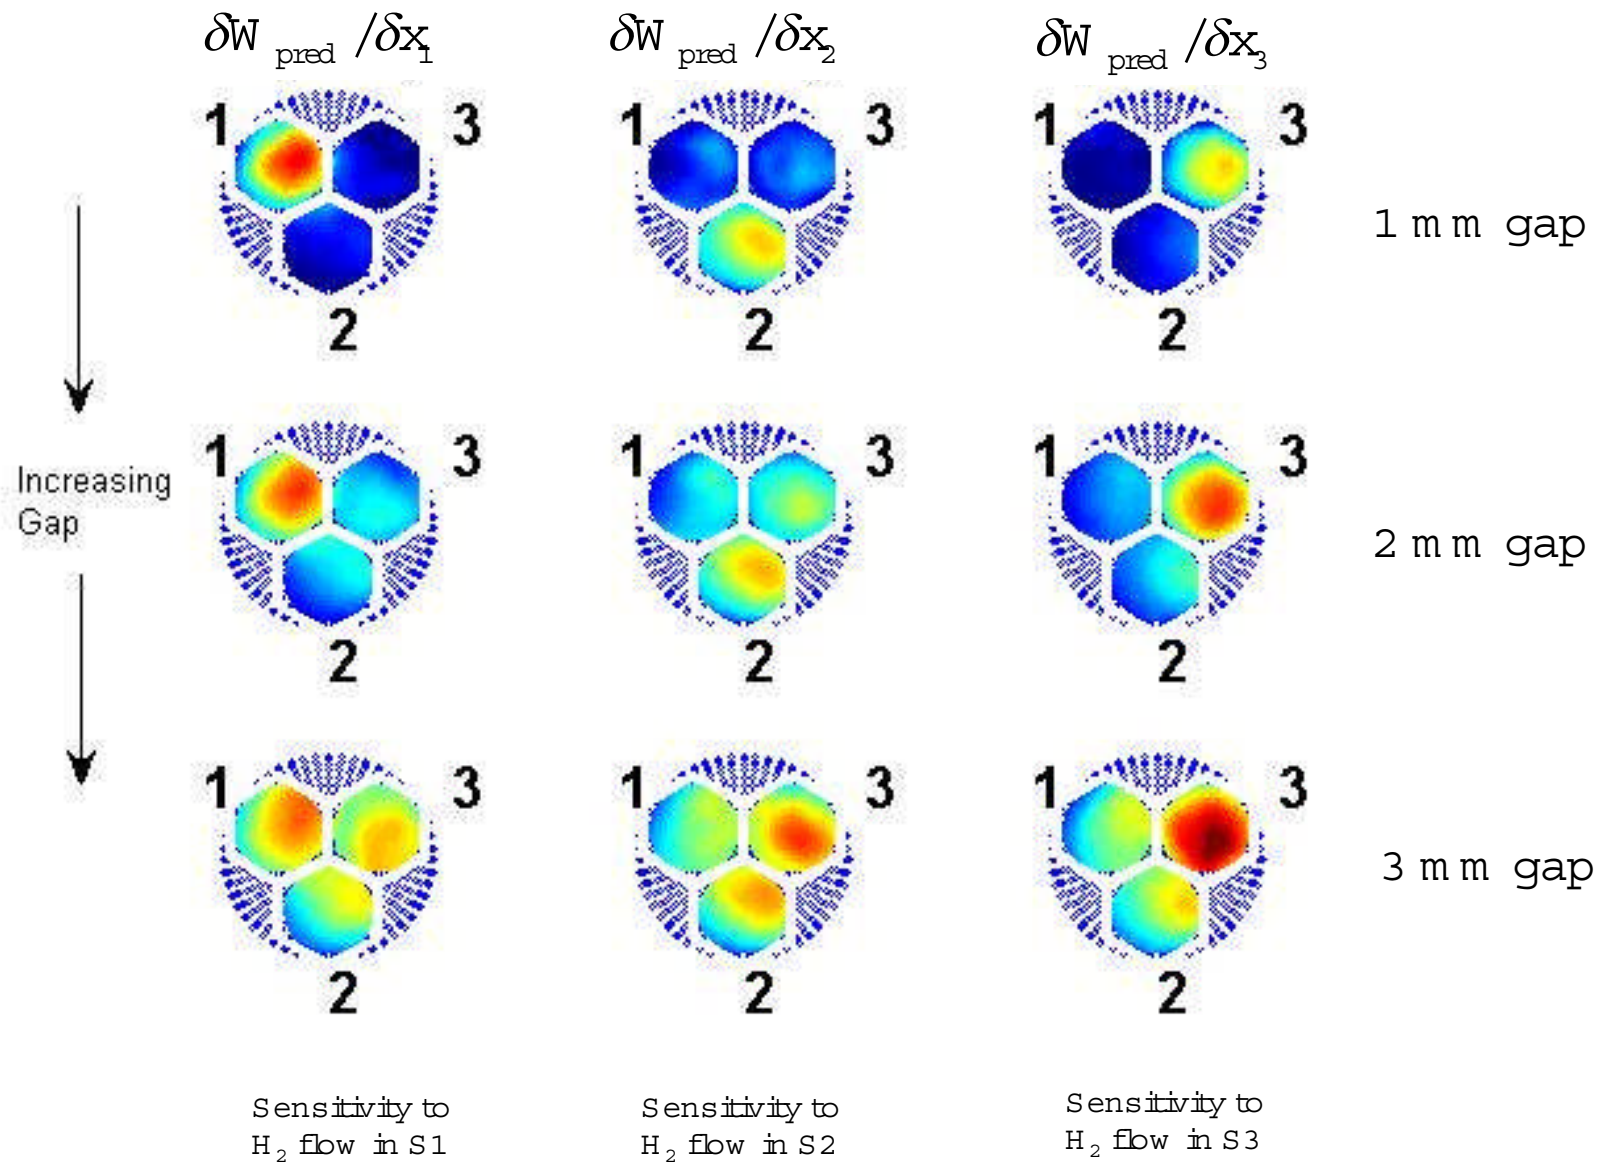 δW pred /δx1 δW pred /δx2 δW pred /δx3
1 3 1 3 1 3
1 mm gap
2 2 2
1 3 1 3 1 3
Increasing
Gap
2 mm gap
2 2 2
1 3 1 3 1 3
3 mm gap
2 2 2
Sensitivity to Sensitivity to Sensitivity to
H2 flow in S1 H2 flow in S2 H2 flow in S3